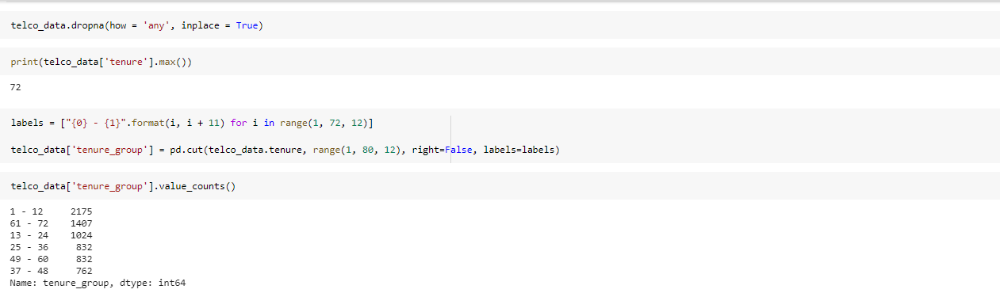 telco_data.dropna(how = 'any', inplace = True)
print(telco_data['tenure'].max())
72
labels = ["{0} - {1}".format(i, i + 11) for i in range(1, 72, 12)]
telco_data['tenure_group'] = pd.cut(telco_data.tenure, range(1, 80, 12), right=False, labels=labels)
telco_data['tenure_group'].value_counts()
1 - 12     2175
61 - 72    1407
13 - 24    1024
25 - 36     832
49 - 60     832
37 - 48     762
Name: tenure_group, dtype: int64